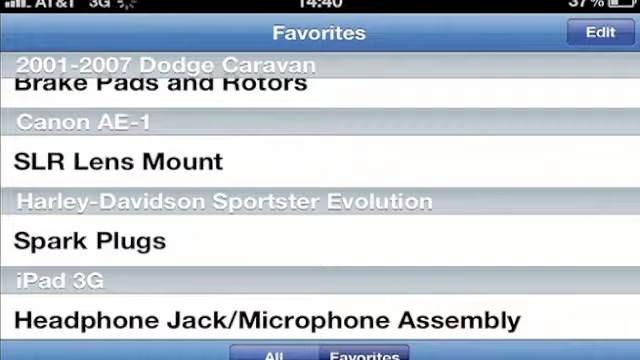 AT&T 3G 14:40 37%
Favorites Edit
2001-2007 Dodge Caravan
Brake Pads and Rotors
Canon AE-1
SLR Lens Mount
Harley-Davidson Sportster Evolution
Spark Plugs
iPad 3G
Headphone Jack/Microphone Assembly
All Favorites